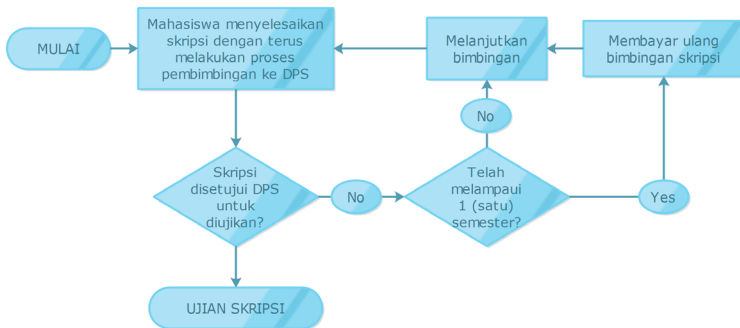 MULAI
Mahasiswa menyelesaikan
skripsi dengan terus
melakukan proses
pembimbingan ke DPS
Melanjutkan
bimbingan
Membayar ulang
bimbingan skripsi
No
Skripsi
disetujui DPS
untuk
diujikan?
No
Telah
melampaui
1 (satu)
semester?
Yes
UJIAN SKRIPSI